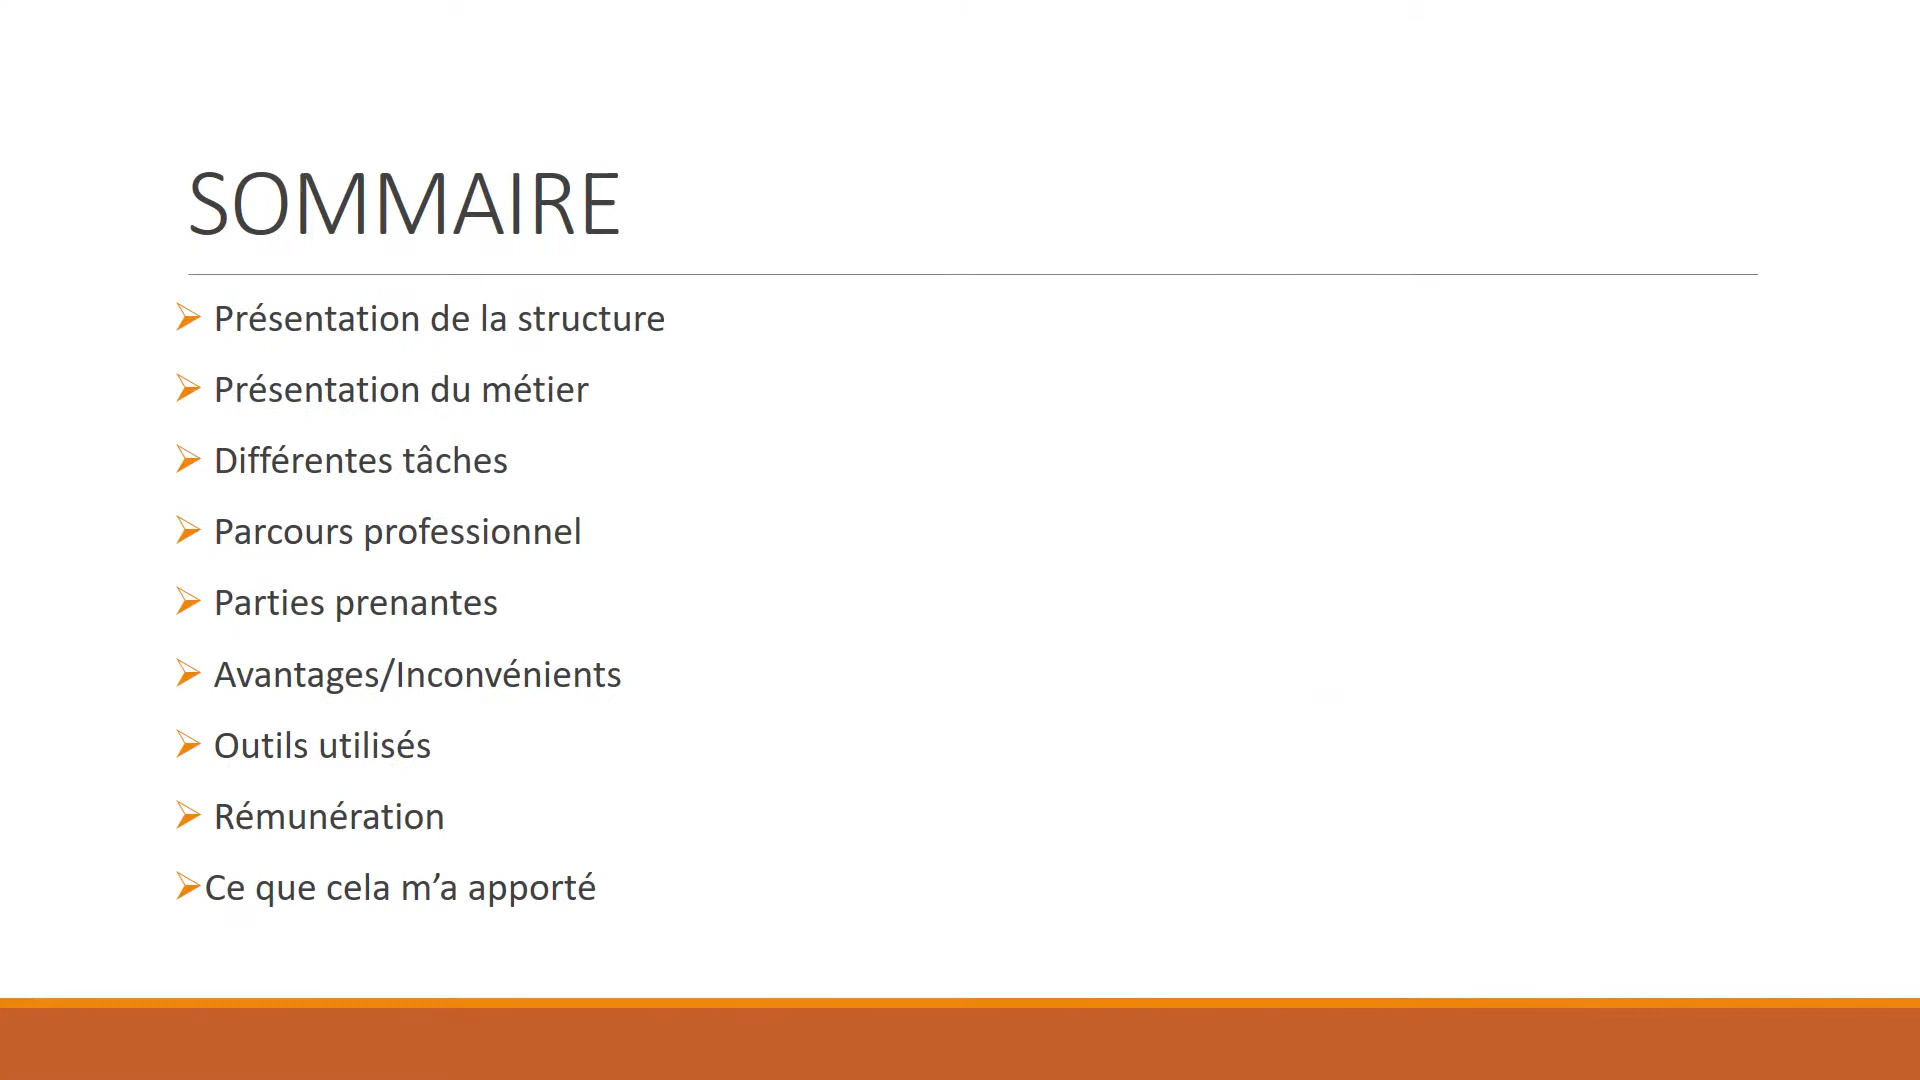 SOMMAIRE
Présentation de la structure
Présentation du métier
Différentes tâches
Parcours professionnel
Parties prenantes
Avantages/Inconvénients
Outils utilisés
Rémunération
Ce que cela m’a apporté